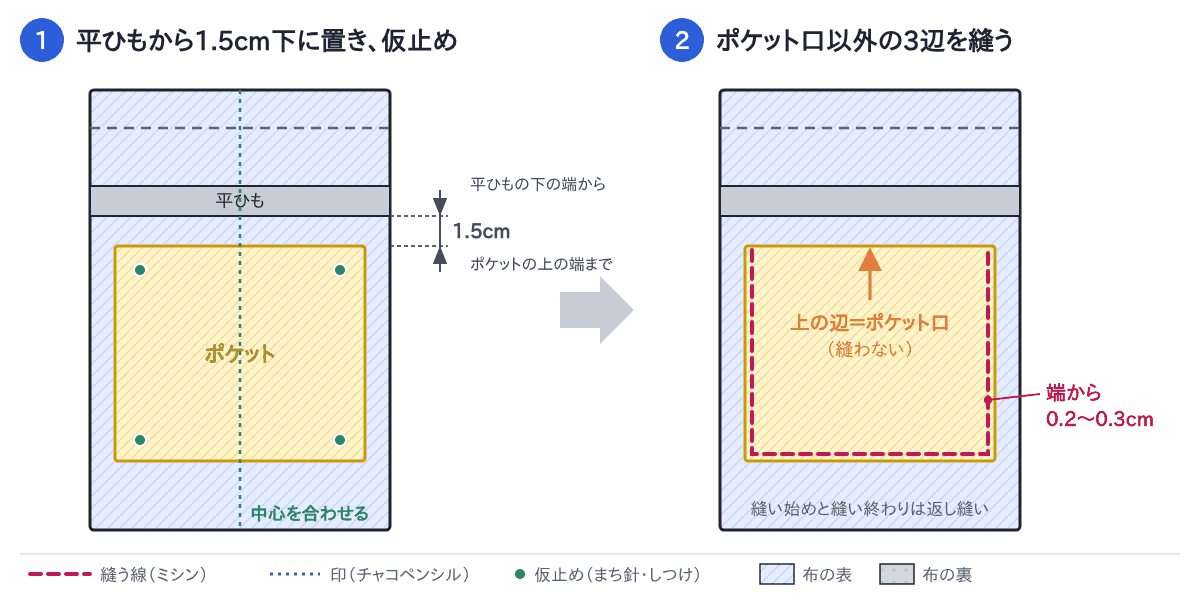 1 平ひもから1.5cm下に置き、仮止め
2 ポケット口以外の3辺を縫う
平ひも
平ひもの下の端から
1.5cm
ポケットの上の端まで
ポケット
中心を合わせる
上の辺=ポケット口
（縫わない）
端から
0.2〜0.3cm
縫い始めと縫い終わりは返し縫い
縫う線（ミシン）
印（チャコペンシル）
仮止め（まち針・しつけ）
布の表
布の裏